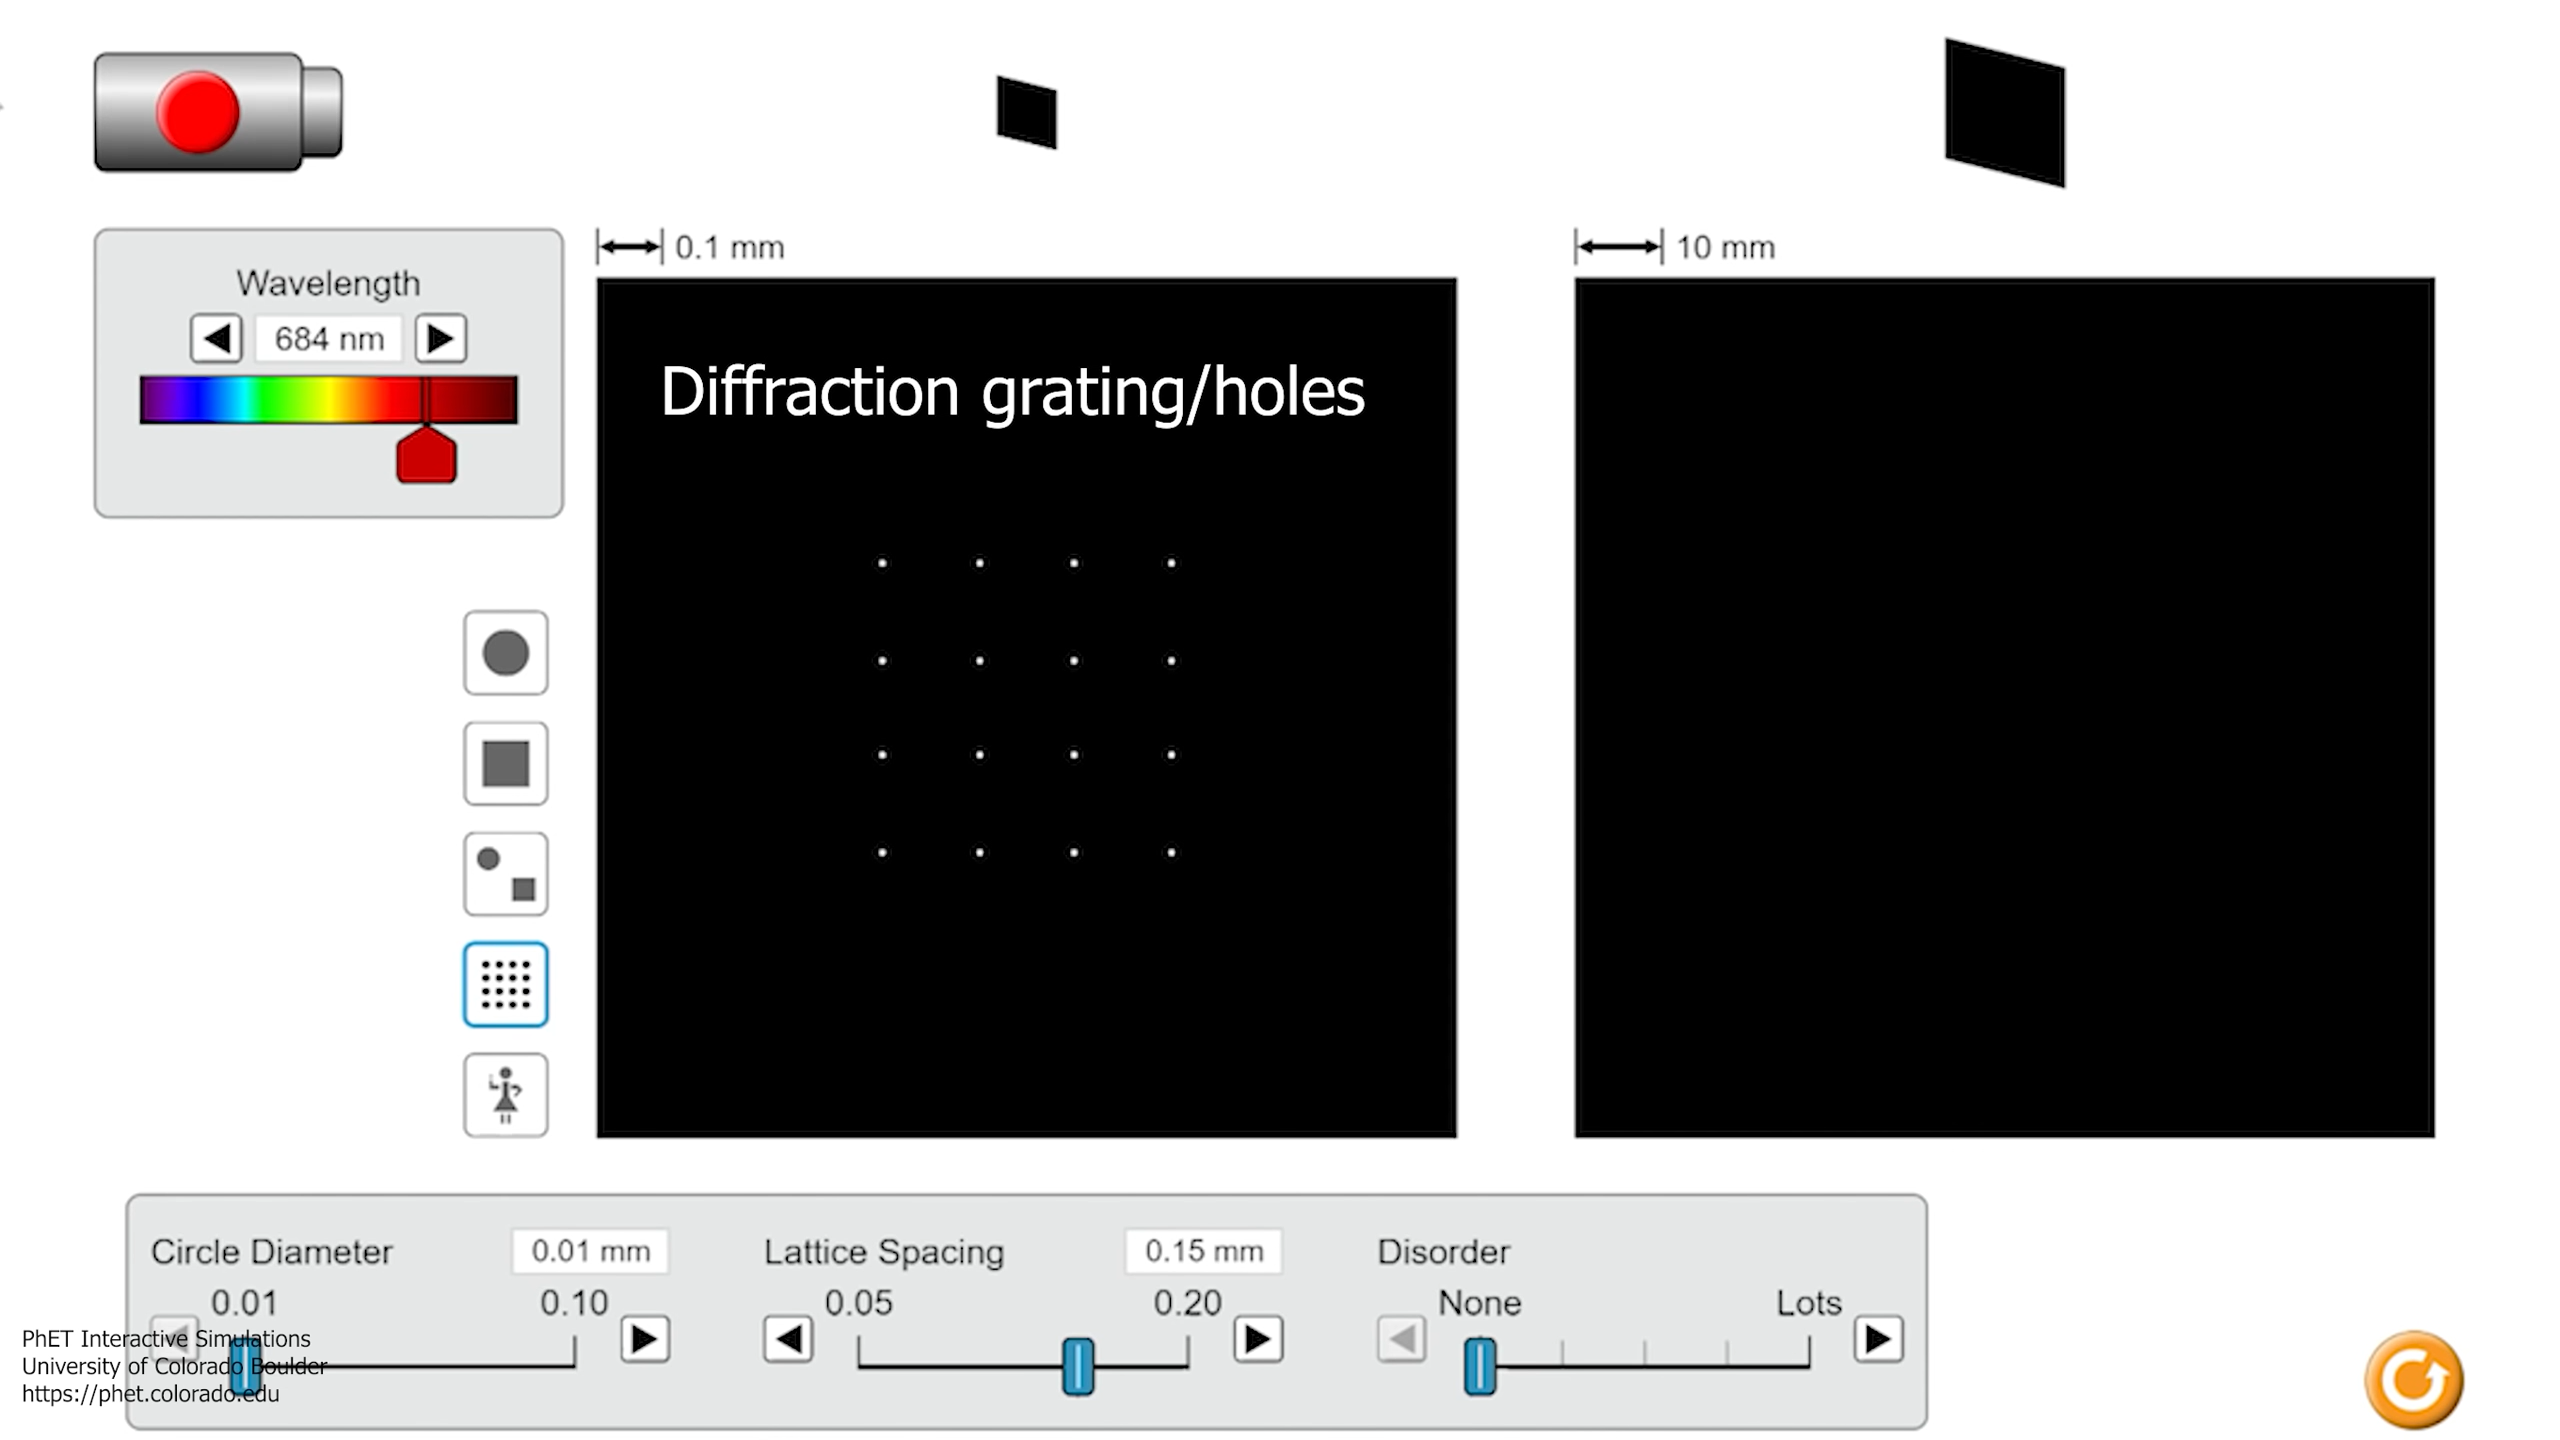 0.1 mm
10 mm
Wavelength
684 nm
Diffraction grating/holes
Circle Diameter
0.01 mm
0.01
0.10
Lattice Spacing
0.15 mm
0.05
0.20
Disorder
None
Lots
PhET Interactive Simulations
University of Colorado Boulder
https://phet.colorado.edu